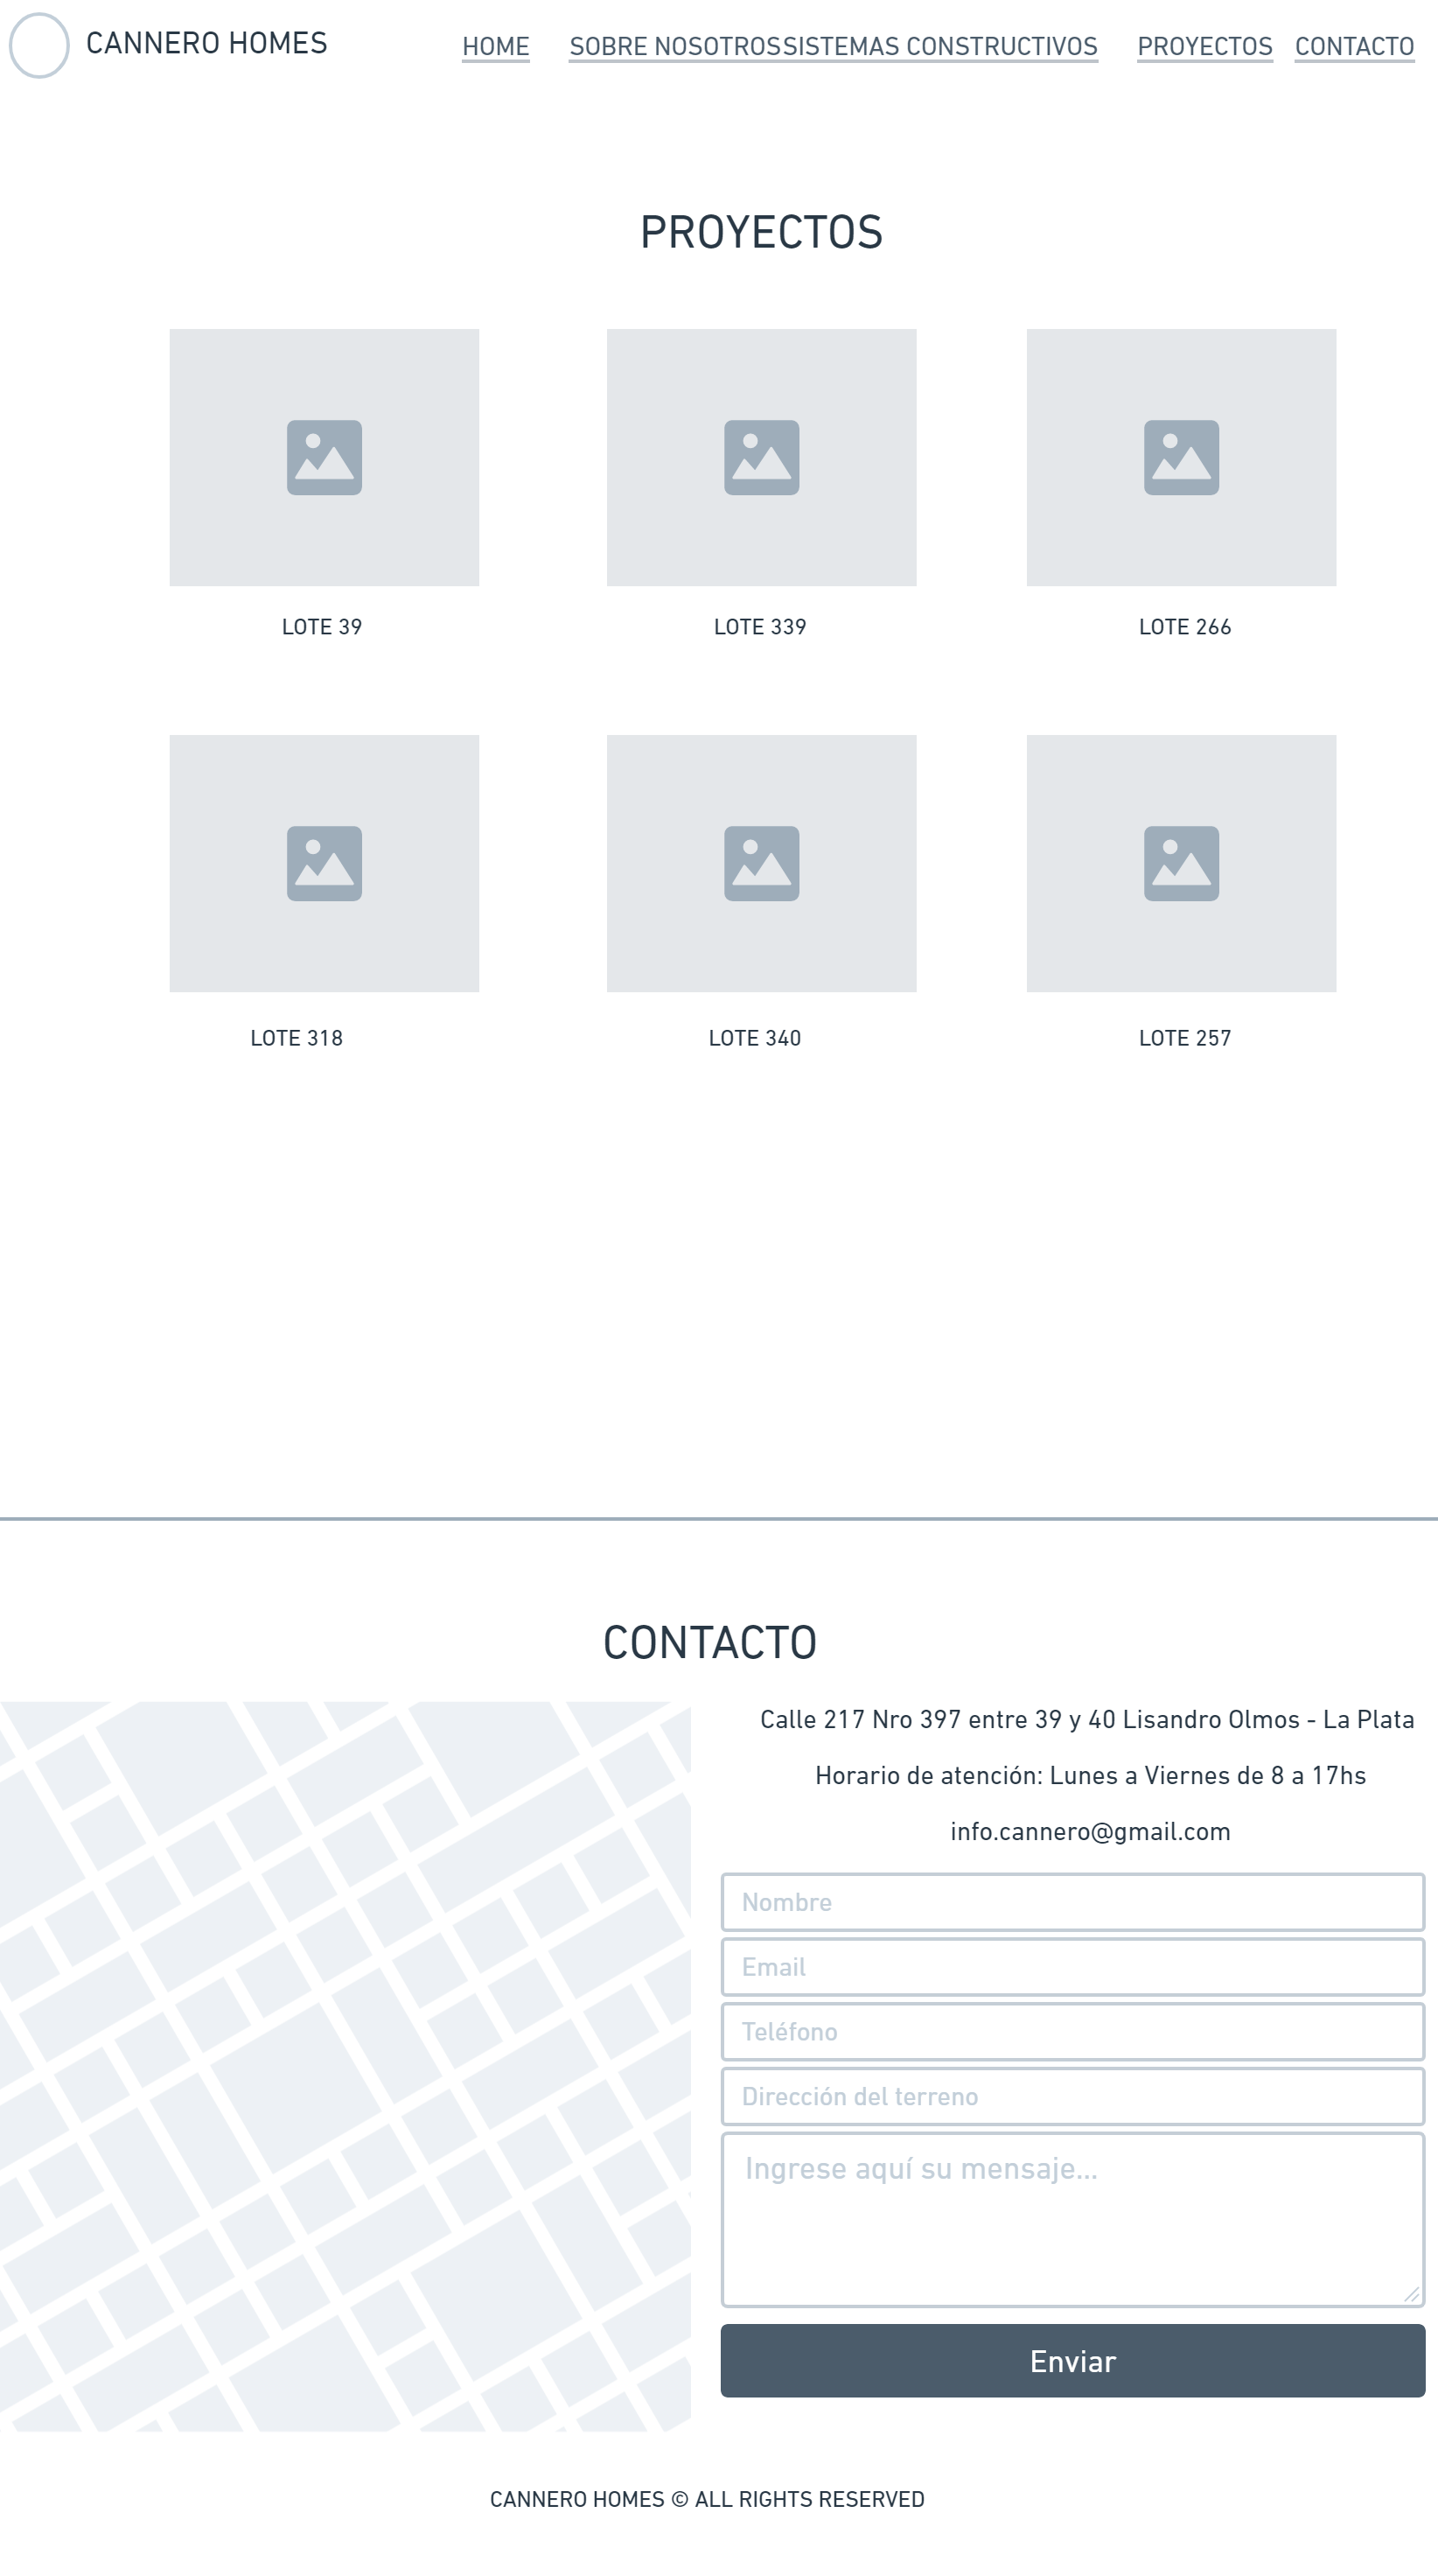 CANNERO HOMES
HOME SOBRE NOSOTROS SISTEMAS CONSTRUCTIVOS PROYECTOS CONTACTO
PROYECTOS
LOTE 39 LOTE 339 LOTE 266
LOTE 318 LOTE 340 LOTE 257
CONTACTO
Calle 217 Nro 397 entre 39 y 40 Lisandro Olmos - La Plata
Horario de atención: Lunes a Viernes de 8 a 17hs
info.cannero@gmail.com
Nombre
Email
Teléfono
Dirección del terreno
Ingrese aquí su mensaje...
Enviar
CANNERO HOMES © ALL RIGHTS RESERVED